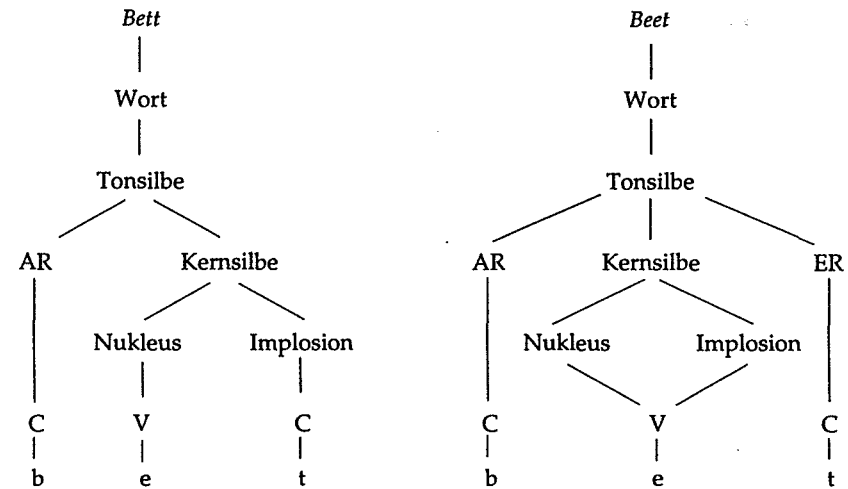 Bett Beet
Wort Wort
Tonsilbe Tonsilbe
AR Kernsilbe AR Kernsilbe ER
Nukleus Implosion Nukleus Implosion
C V C C V C
b e t b e t